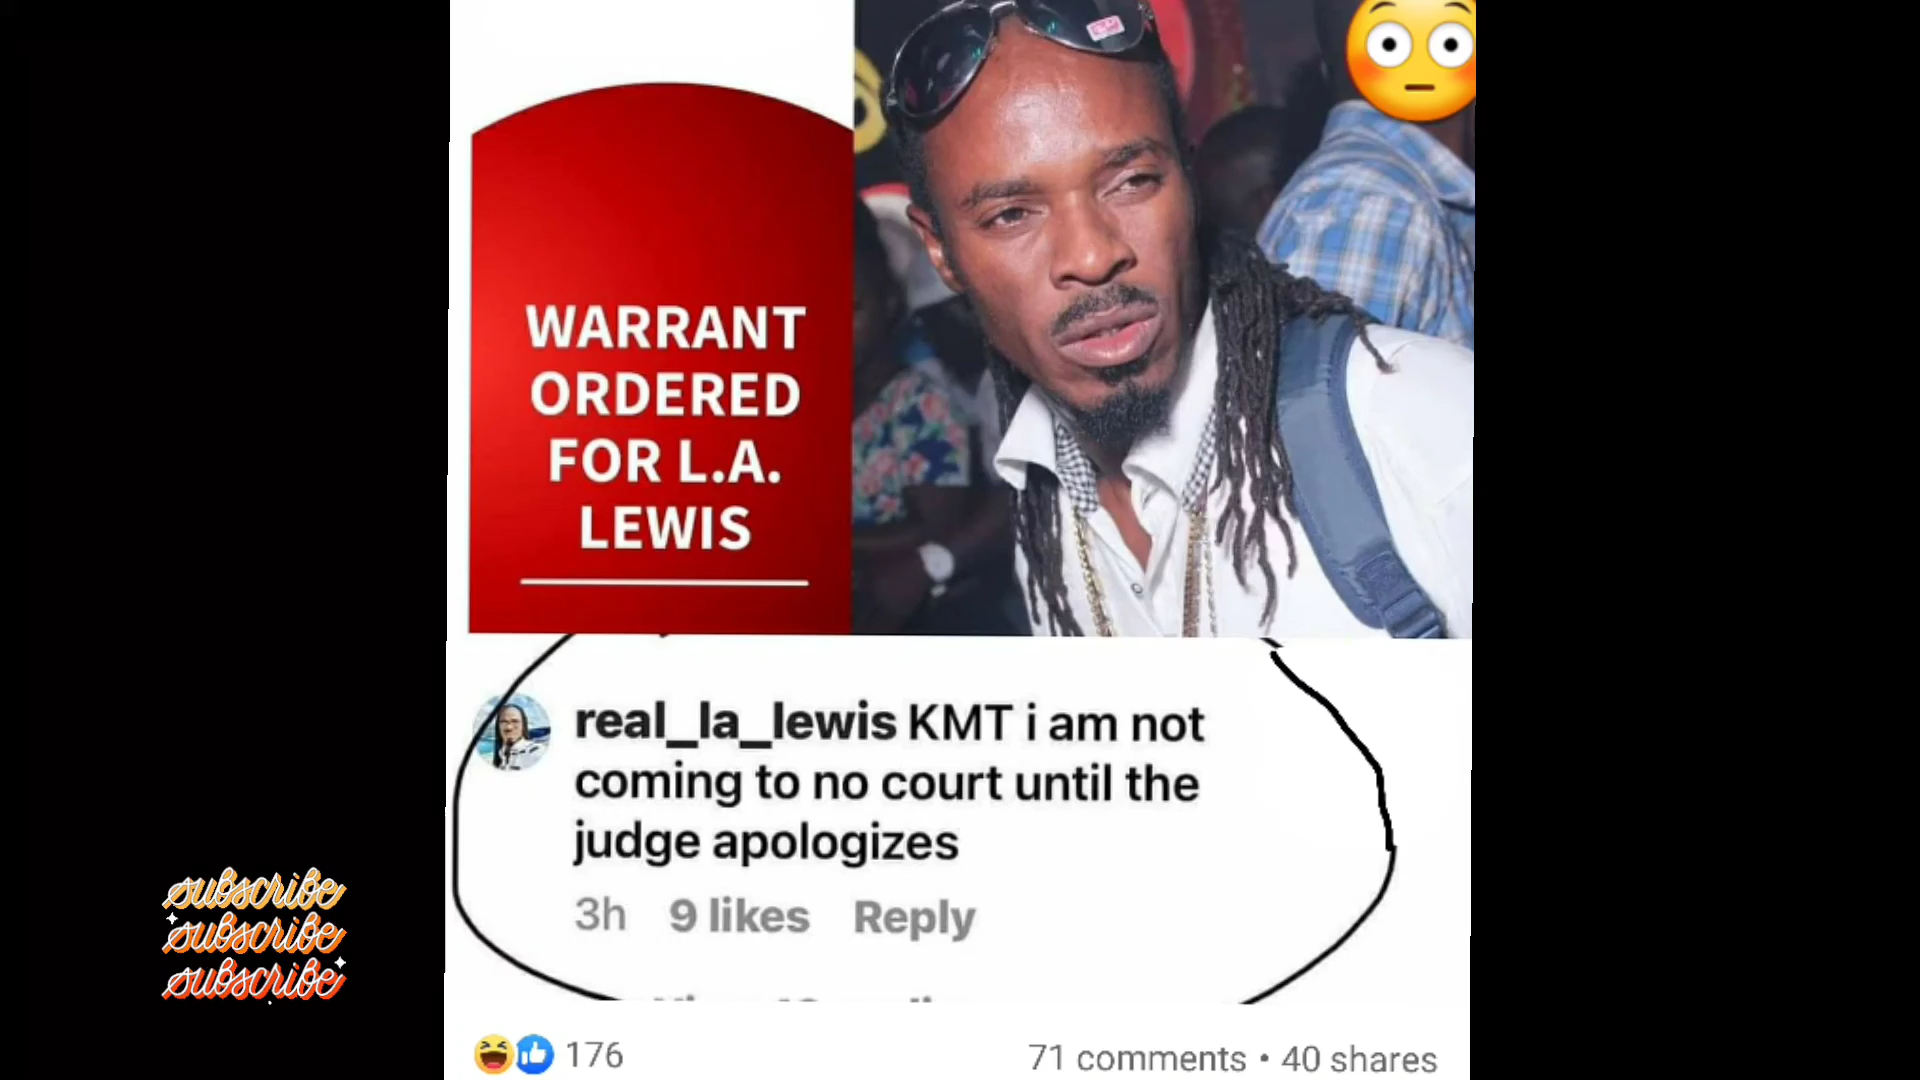 WARRANT
ORDERED
FOR L.A.
LEWIS
real_la_lewis KMT i am not
coming to no court until the
judge apologizes
3h 9 likes Reply
176
71 comments • 40 shares
subscribe
subscribe
subscribe